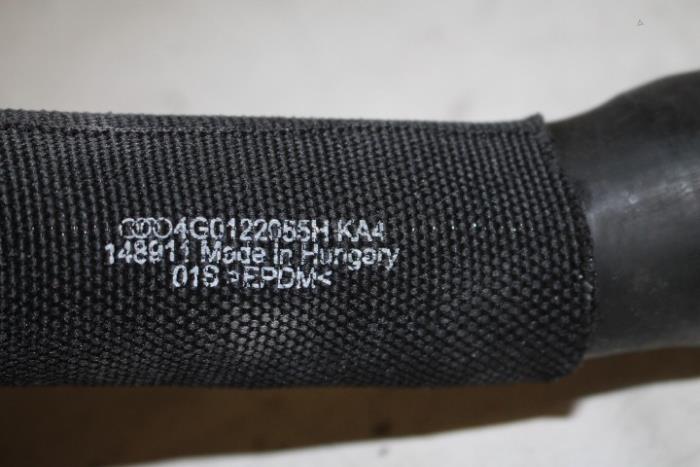 4G0122055H KA4
148911 Made in Hungary
01S >EPDM<